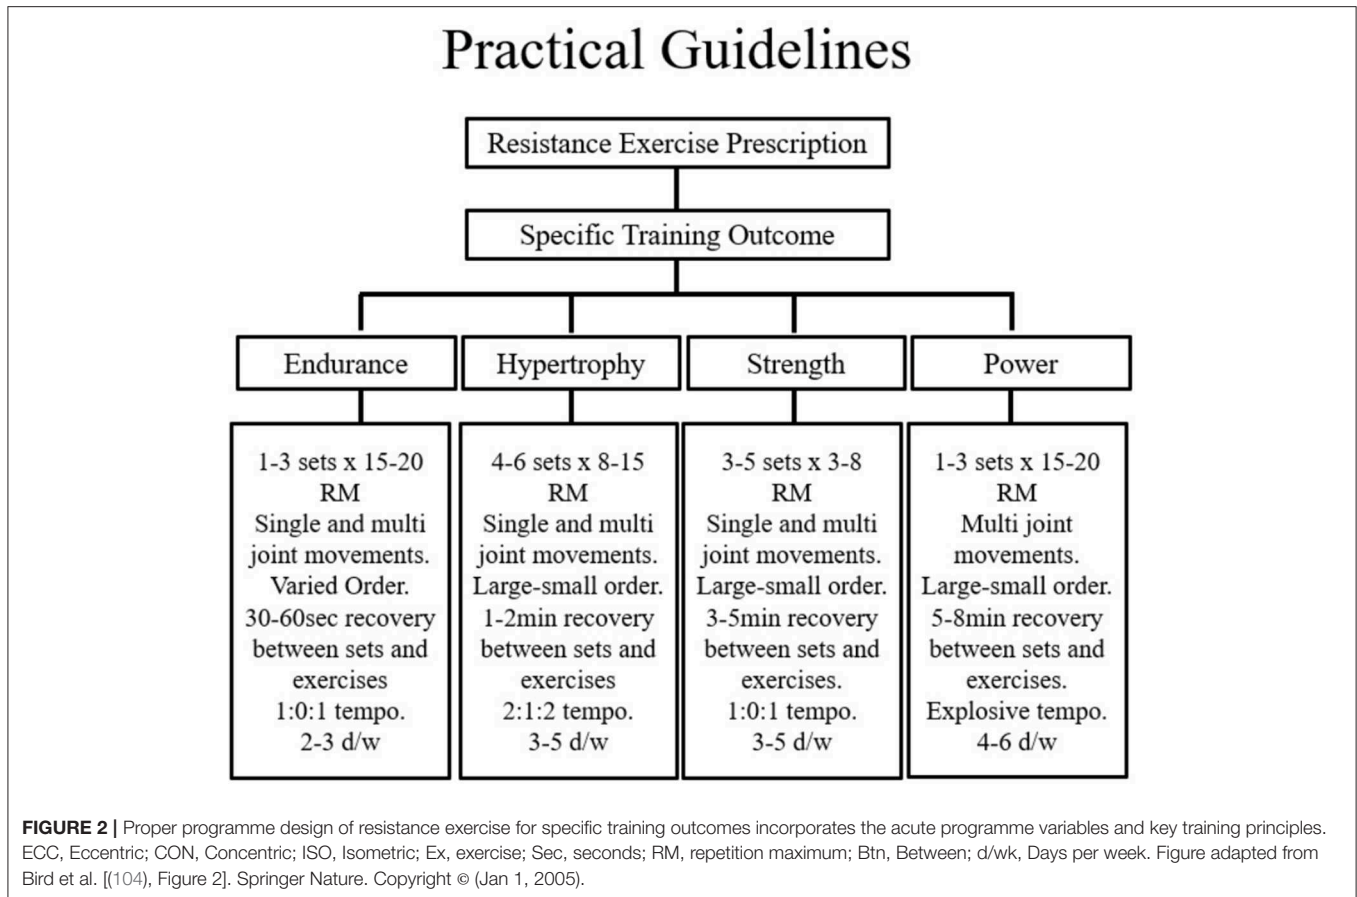 Practical Guidelines
Resistance Exercise Prescription
Specific Training Outcome
Endurance
1-3 sets x 15-20
RM
Single and multi
joint movements.
Varied Order.
30-60sec recovery
between sets and
exercises
1:0:1 tempo.
2-3 d/w
Hypertrophy
4-6 sets x 8-15
RM
Single and multi
joint movements.
Large-small order.
1-2min recovery
between sets and
exercises
2:1:2 tempo.
3-5 d/w
Strength
3-5 sets x 3-8
RM
Single and multi
joint movements.
Large-small order.
3-5min recovery
between sets and
exercises.
1:0:1 tempo.
3-5 d/w
Power
1-3 sets x 15-20
RM
Multi joint
movements.
Large-small order.
5-8min recovery
between sets and
exercises.
Explosive tempo.
4-6 d/w
FIGURE 2 | Proper programme design of resistance exercise for specific training outcomes incorporates the acute programme variables and key training principles.
ECC, Eccentric; CON, Concentric; ISO, Isometric; Ex, exercise; Sec, seconds; RM, repetition maximum; Btn, Between; d/wk, Days per week. Figure adapted from
Bird et al. [(104), Figure 2]. Springer Nature. Copyright © (Jan 1, 2005).